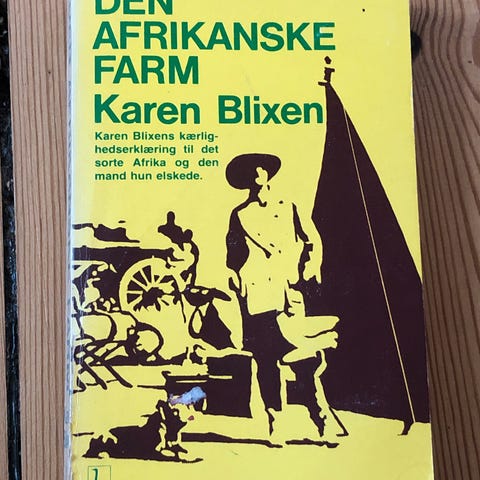 DEN
AFRIKANSKE
FARM
Karen Blixen
Karen Blixens kærlig-
hedserklæring til det
sorte Afrika og den
mand hun elskede.